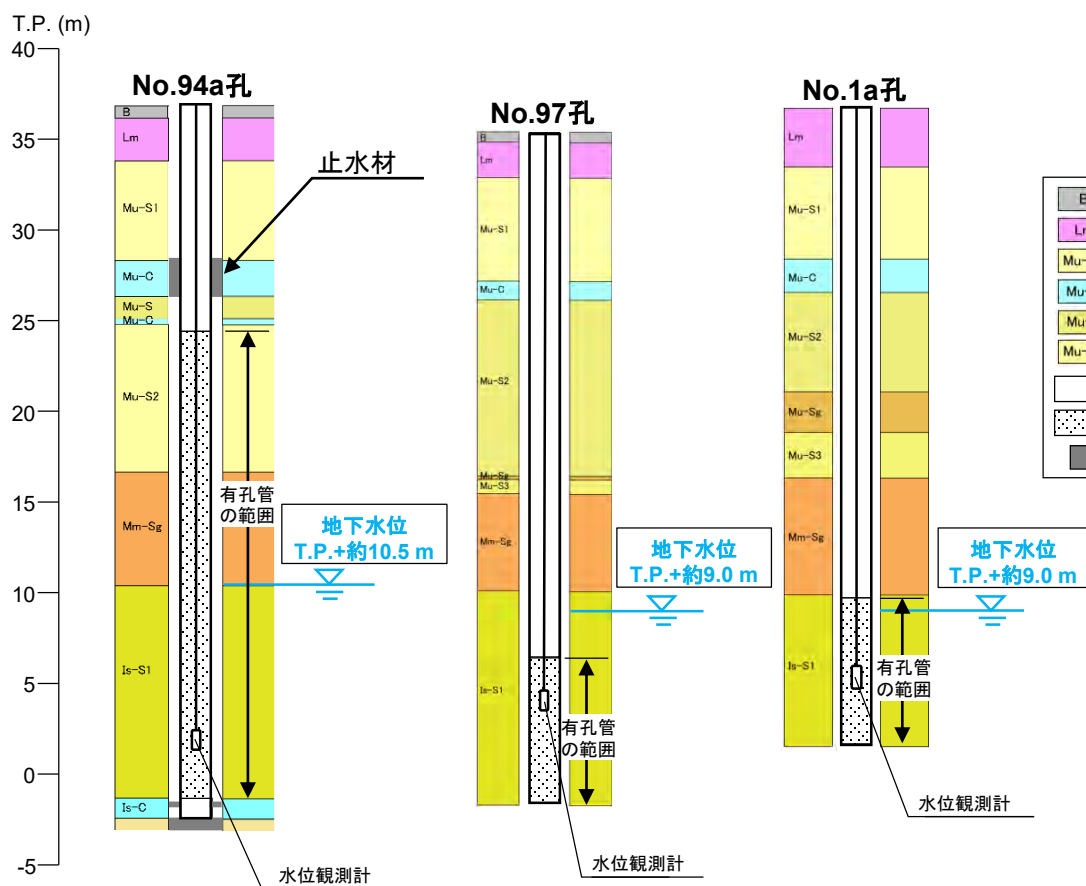 T.P. (m)
40
35
30
25
20
15
10
5
0
-5
No.94a孔
B
Lm
Mu-S1
Mu-C
Mu-S
Mu-C
Mu-S2
Mm-Sg
Is-S1
Is-C
止水材
有孔管
の範囲
地下水位
T.P.+約10.5 m
水位観測計
No.97孔
B
Lm
Mu-S1
Mu-C
Mu-S2
Mu-Sg
Mu-S3
Mm-Sg
Is-S1
地下水位
T.P.+約9.0 m
有孔管
の範囲
水位観測計
No.1a孔
Lm
Mu-S1
Mu-C
Mu-S2
Mu-Sg
Mu-S3
Mm-Sg
Is-S1
地下水位
T.P.+約9.0 m
有孔管
の範囲
水位観測計